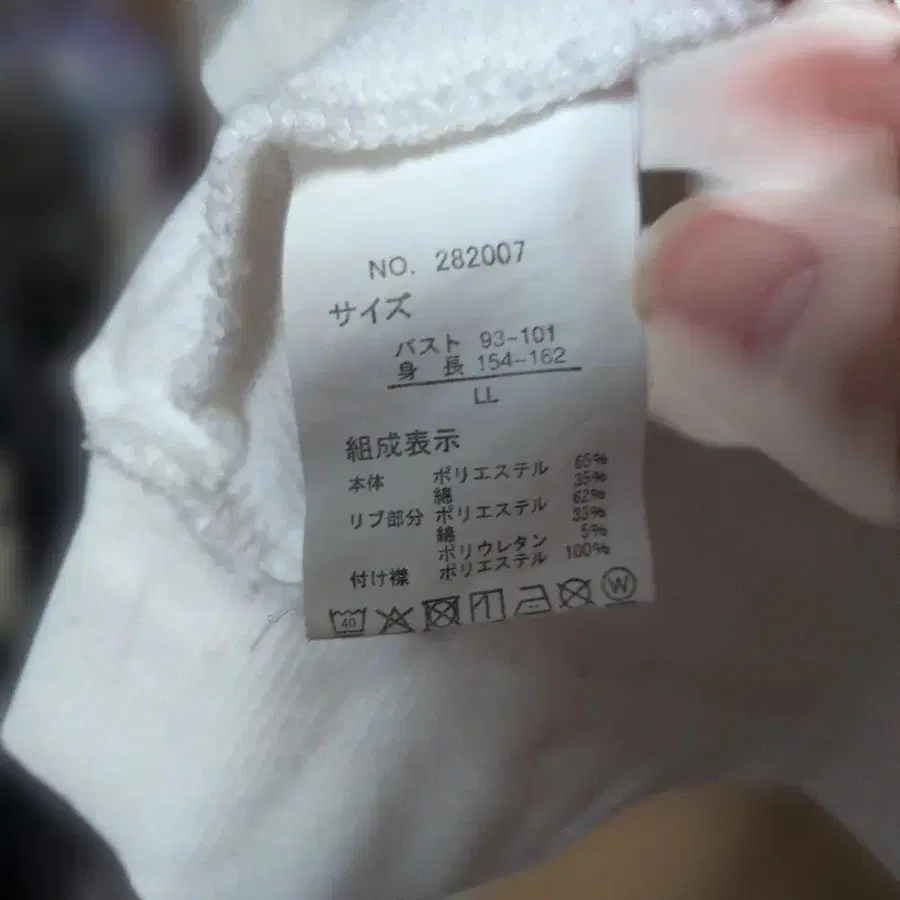 NO. 282007
サイズ
バスト 93-101
身 長 154-162
LL
組成表示
本体 ポリエステル 65%
綿 35%
リブ部分 ポリエステル 62%
綿 33%
ポリウレタン 5%
付け襟 ポリエステル 100%
40
W